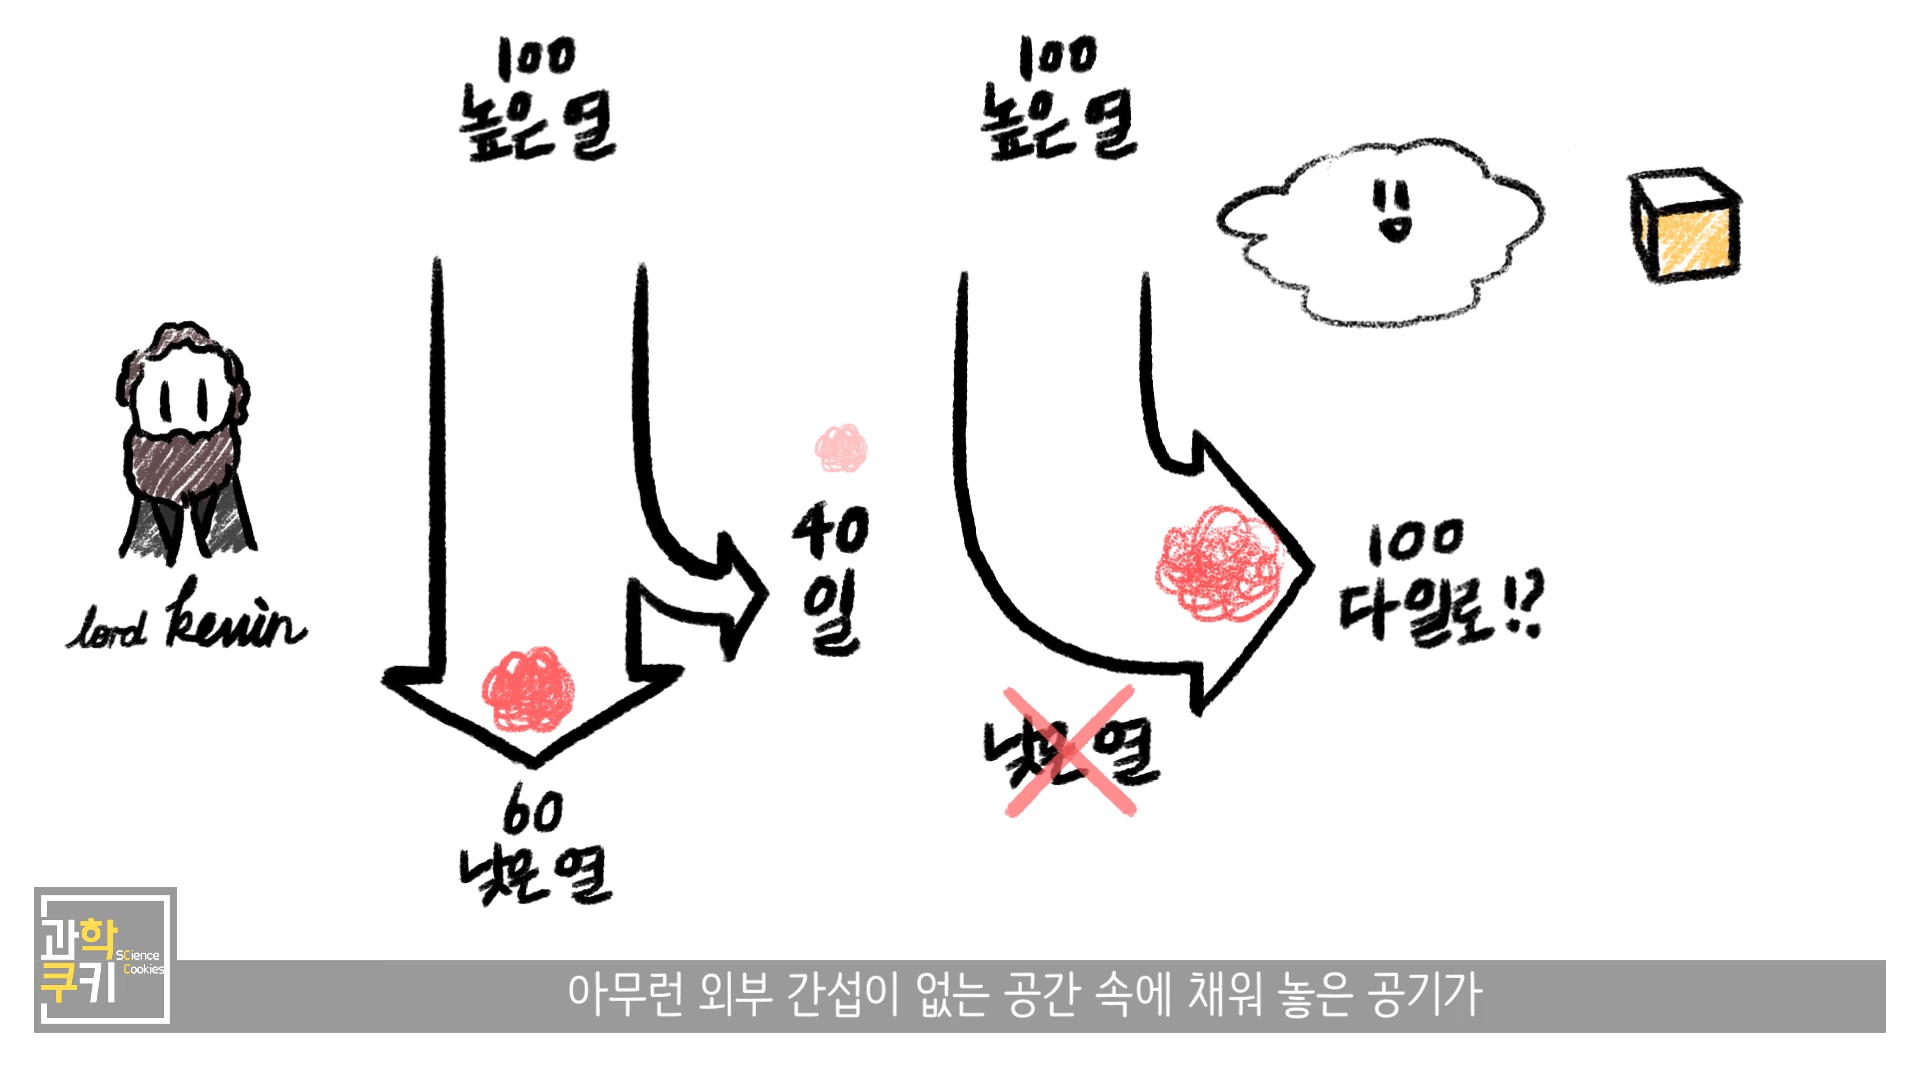 100
높은 열
100
높은 열
40
일
100
다 일로!?
lord kelvin
낮은 열
60
낮은 열
과학
쿠키
Science
Cookies
아무런 외부 간섭이 없는 공간 속에 채워 놓은 공기가